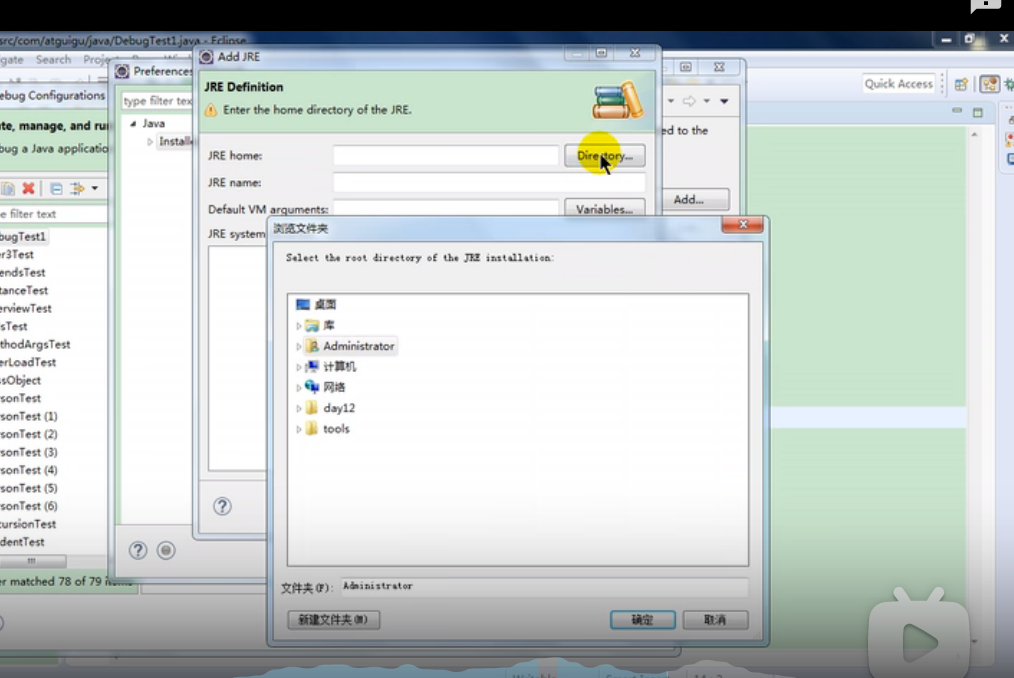 src/com/atguigu/java/DebugTest1.java - Eclipse
gate Search Proje
Add JRE
Preferences
ebug Configurations
Quick Access
JRE Definition
Enter the home directory of the JRE.
type filter tex
te, manage, and run
Java
ed to the
bug a Java applicatio
Installe
JRE home:
Directory...
JRE name:
Add...
Default VM arguments:
Variables...
e filter text
JRE system
浏览文件夹
bugTest1
er3Test
endsTest
tanceTest
erviewTest
sTest
thodArgsTest
erLoadTest
ssObject
sonTest
sonTest (1)
sonTest (2)
sonTest (3)
sonTest (4)
sonTest (5)
sonTest (6)
cursionTest
dentTest
er matched 78 of 79 items
Select the root directory of the JRE installation:
桌面
库
Administrator
计算机
网络
day12
tools
文件夹(F):
Administrator
新建文件夹(M)
确定
取消